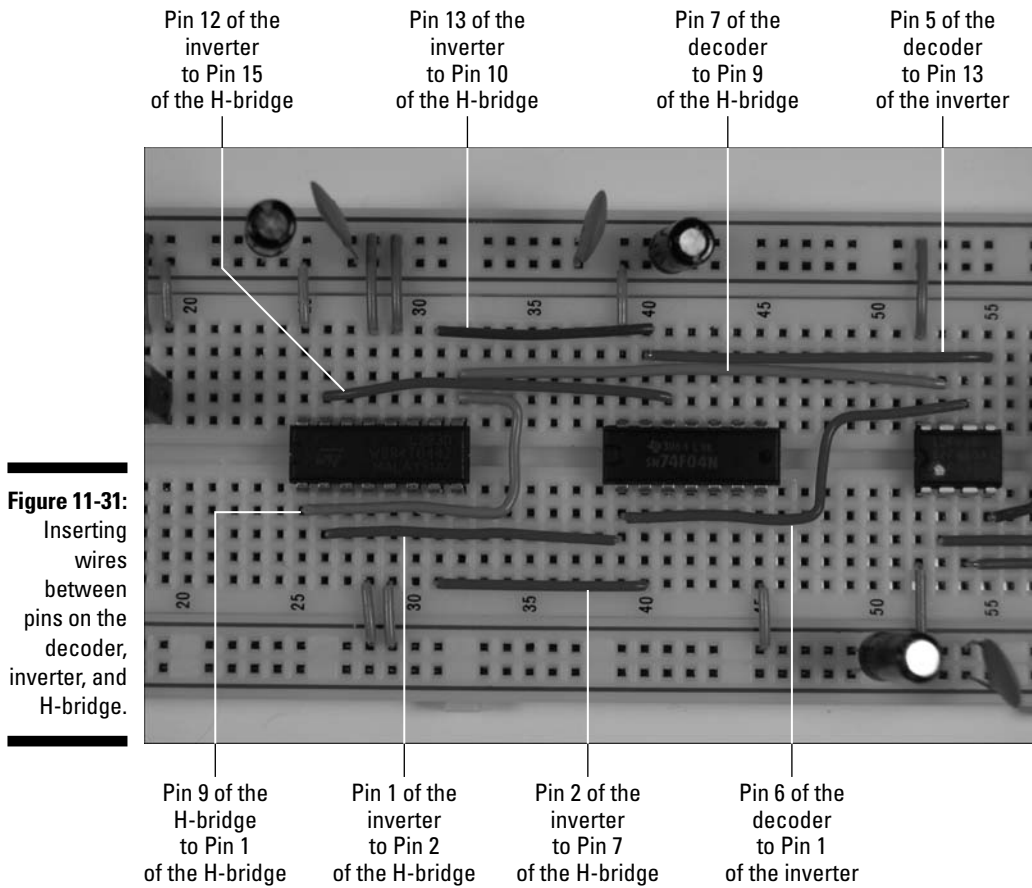 Pin 12 of the
inverter
to Pin 15
of the H-bridge
Pin 13 of the
inverter
to Pin 10
of the H-bridge
Pin 7 of the
decoder
to Pin 9
of the H-bridge
Pin 5 of the
decoder
to Pin 13
of the inverter
20
30
35
40
45
50
55
SN74F04N
20
25
30
35
40
50
55
Figure 11-31:
Inserting
wires
between
pins on the
decoder,
inverter, and
H-bridge.
Pin 9 of the
H-bridge
to Pin 1
of the H-bridge
Pin 1 of the
inverter
to Pin 2
of the H-bridge
Pin 2 of the
inverter
to Pin 7
of the H-bridge
Pin 6 of the
decoder
to Pin 1
of the inverter